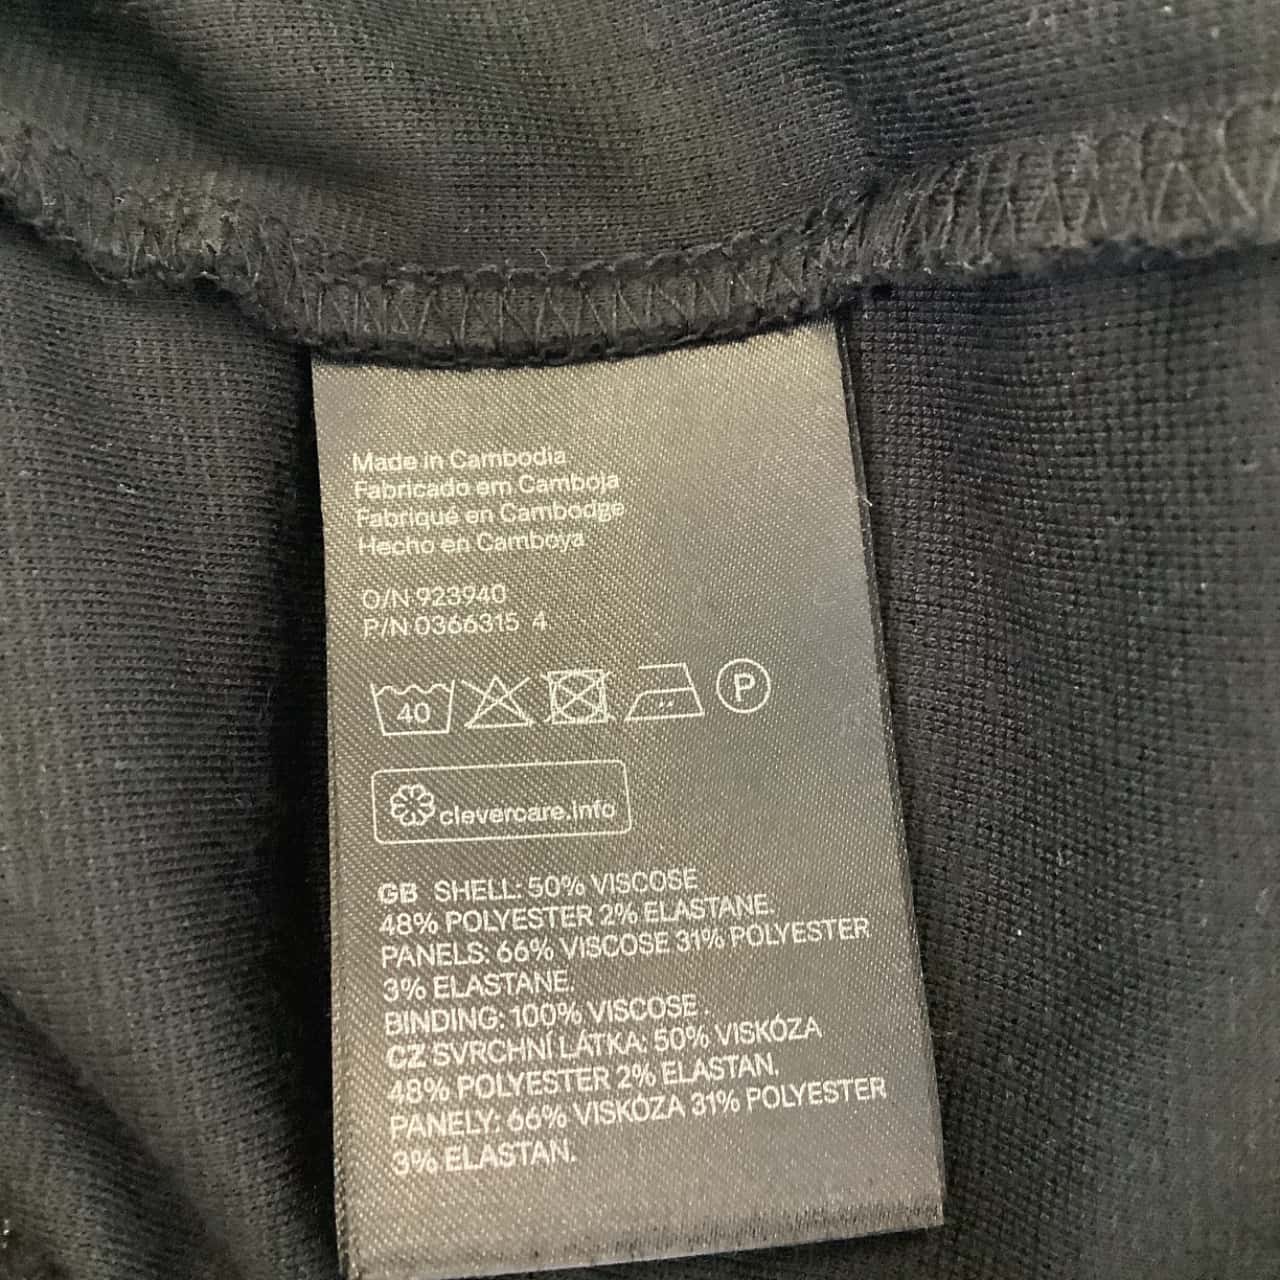 Made in Cambodia
Fabricado em Camboja
Fabriqué en Cambodge
Hecho en Camboya
O/N 923940
P/N 0366315 4
40 P
clevercare.info
GB SHELL: 50% VISCOSE
48% POLYESTER 2% ELASTANE.
PANELS: 66% VISCOSE 31% POLYESTER
3% ELASTANE.
BINDING: 100% VISCOSE .
CZ SVRCHNÍ LÁTKA: 50% VISKÓZA
48% POLYESTER 2% ELASTAN.
PANELY: 66% VISKÓZA 31% POLYESTER
3% ELASTAN.